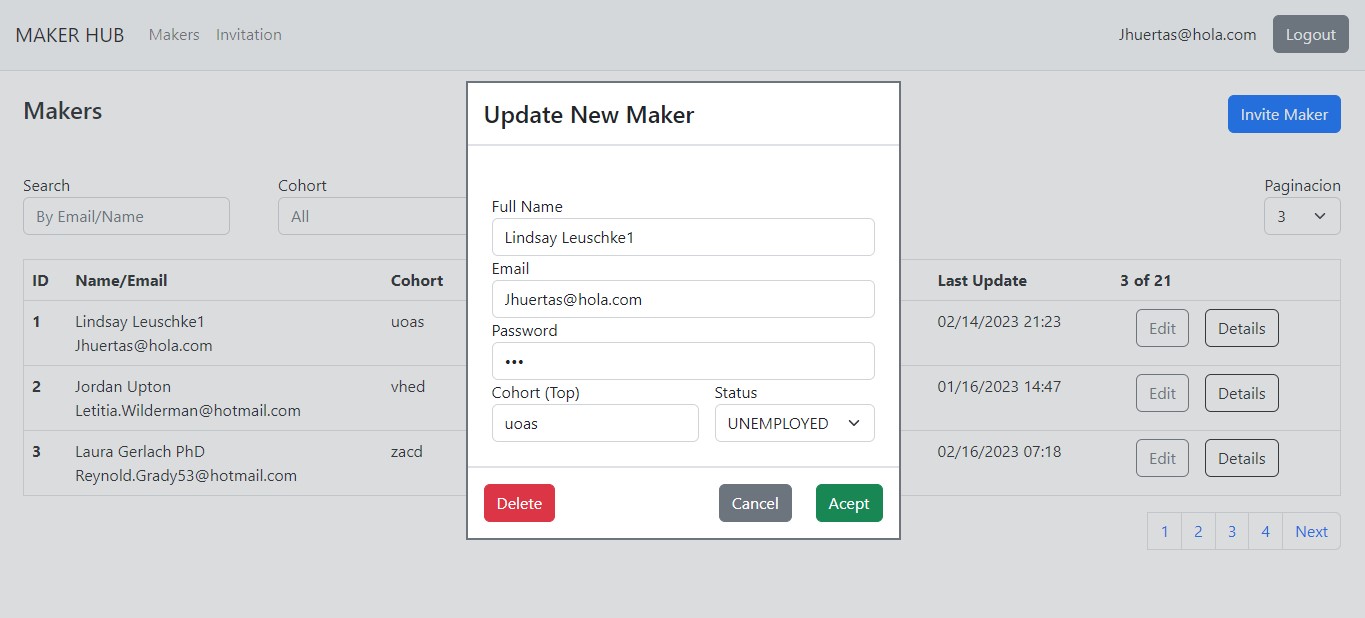 MAKER HUB Makers Invitation Jhuertas@hola.com Logout
Makers
Invite Maker
Search
By Email/Name
Cohort
All
Paginacion
3
ID Name/Email Cohort Last Update 3 of 21
1 Lindsay Leuschke1 uoas 02/14/2023 21:23 Edit Details
Jhuertas@hola.com
2 Jordan Upton vhed 01/16/2023 14:47 Edit Details
Letitia.Wilderman@hotmail.com
3 Laura Gerlach PhD zacd 02/16/2023 07:18 Edit Details
Reynold.Grady53@hotmail.com
1 2 3 4 Next
Update New Maker
Full Name
Lindsay Leuschke1
Email
Jhuertas@hola.com
Password
•••
Cohort (Top) Status
uoas UNEMPLOYED
Delete Cancel Acept